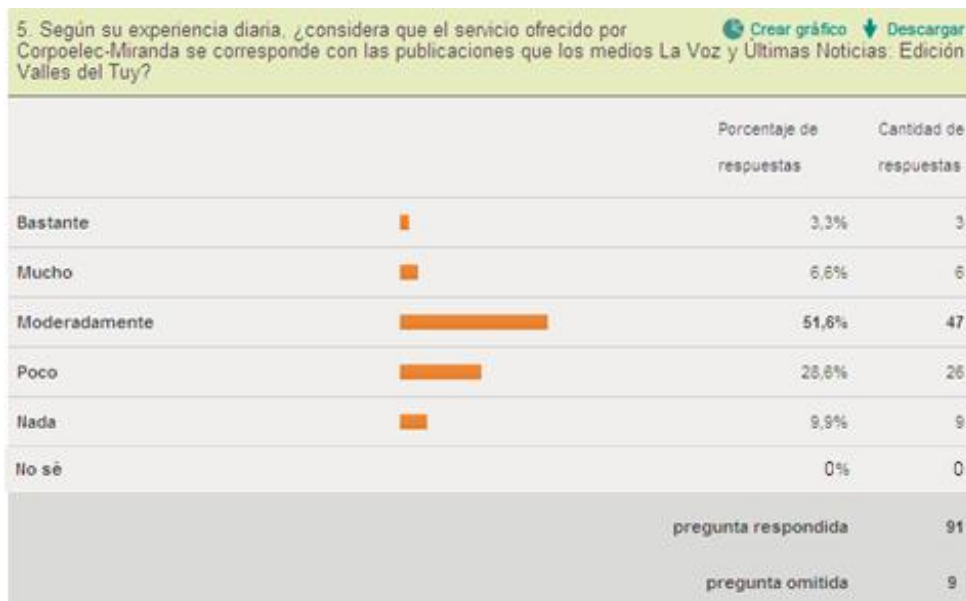 5. Según su experiencia diaria, ¿considera que el servicio ofrecido por
Crear gráfico Descargar
Corpoelec-Miranda se corresponde con las publicaciones que los medios La Voz y Últimas Noticias: Edición
Valles del Tuy?
Porcentaje de Cantidad de
respuestas respuestas
Bastante 3,3% 3
Mucho 6,6% 6
Moderadamente 51,6% 47
Poco 28,6% 26
Nada 9,9% 9
No sé 0% 0
pregunta respondida 91
pregunta omitida 9